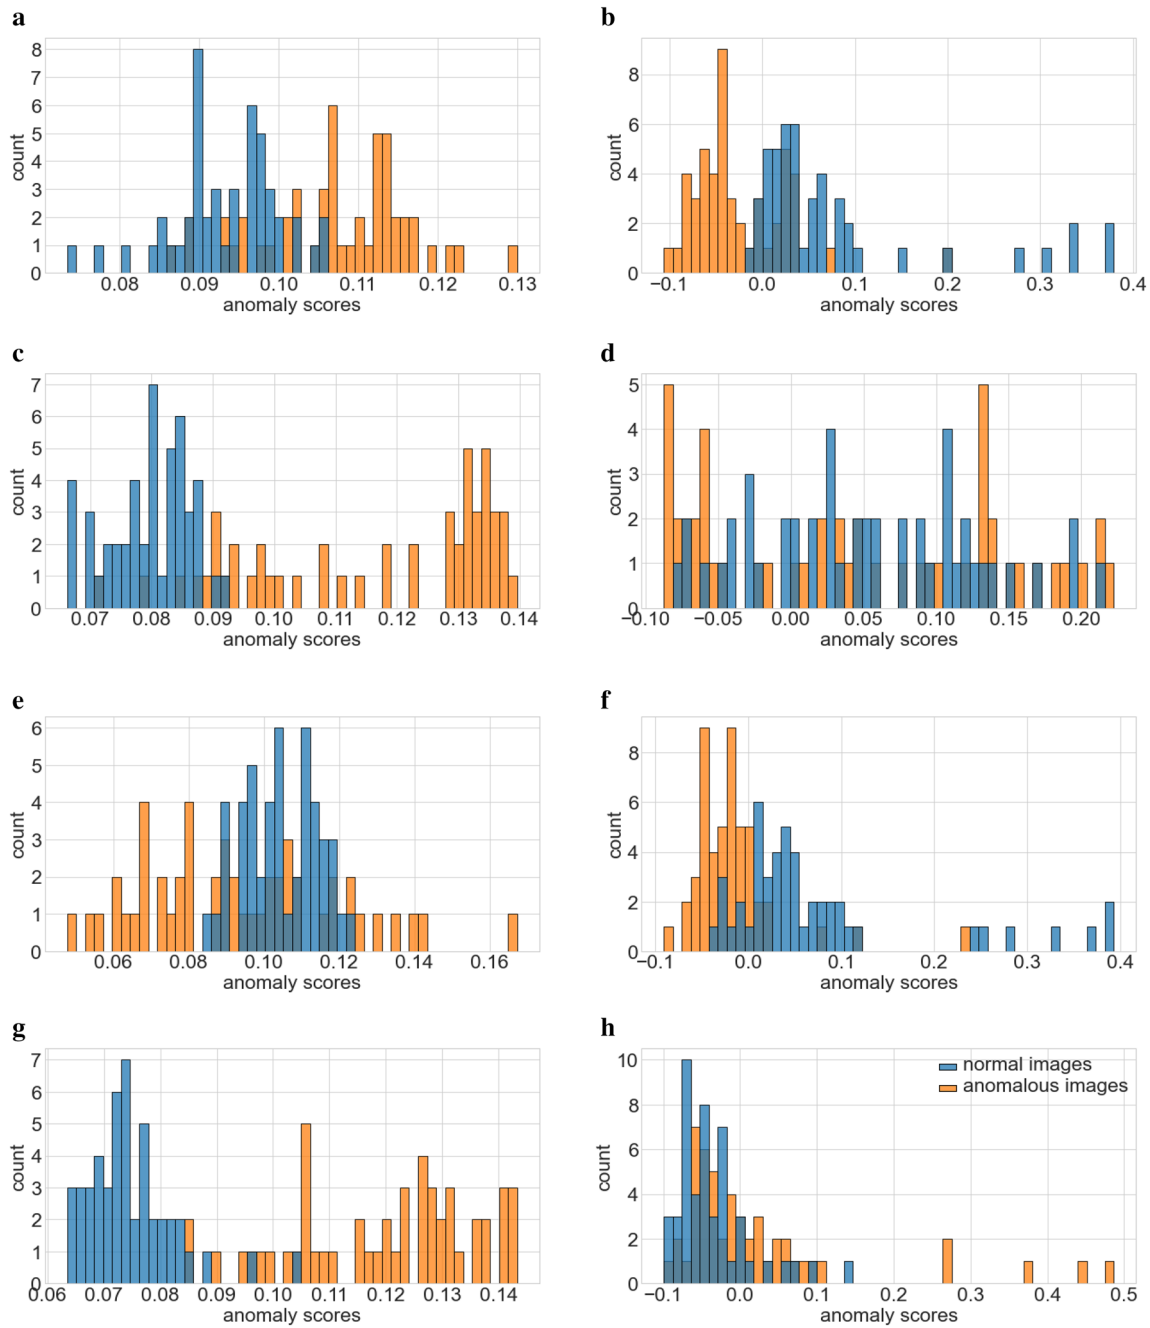 a
b
8
7
6
5
4
3
2
1
0
count
0.08 0.09 0.10 0.11 0.12 0.13
anomaly scores
8
6
4
2
0
count
−0.1 0.0 0.1 0.2 0.3 0.4
anomaly scores
c
d
7
6
5
4
3
2
1
0
count
0.07 0.08 0.09 0.10 0.11 0.12 0.13 0.14
anomaly scores
5
4
3
2
1
0
count
−0.10 −0.05 0.00 0.05 0.10 0.15 0.20
anomaly scores
e
f
6
5
4
3
2
1
0
count
0.06 0.08 0.10 0.12 0.14 0.16
anomaly scores
8
6
4
2
0
count
−0.1 0.0 0.1 0.2 0.3 0.4
anomaly scores
g
h
7
6
5
4
3
2
1
0
count
0.06 0.07 0.08 0.09 0.10 0.11 0.12 0.13 0.14
anomaly scores
10
8
6
4
2
0
count
normal images
anomalous images
−0.1 0.0 0.1 0.2 0.3 0.4 0.5
anomaly scores